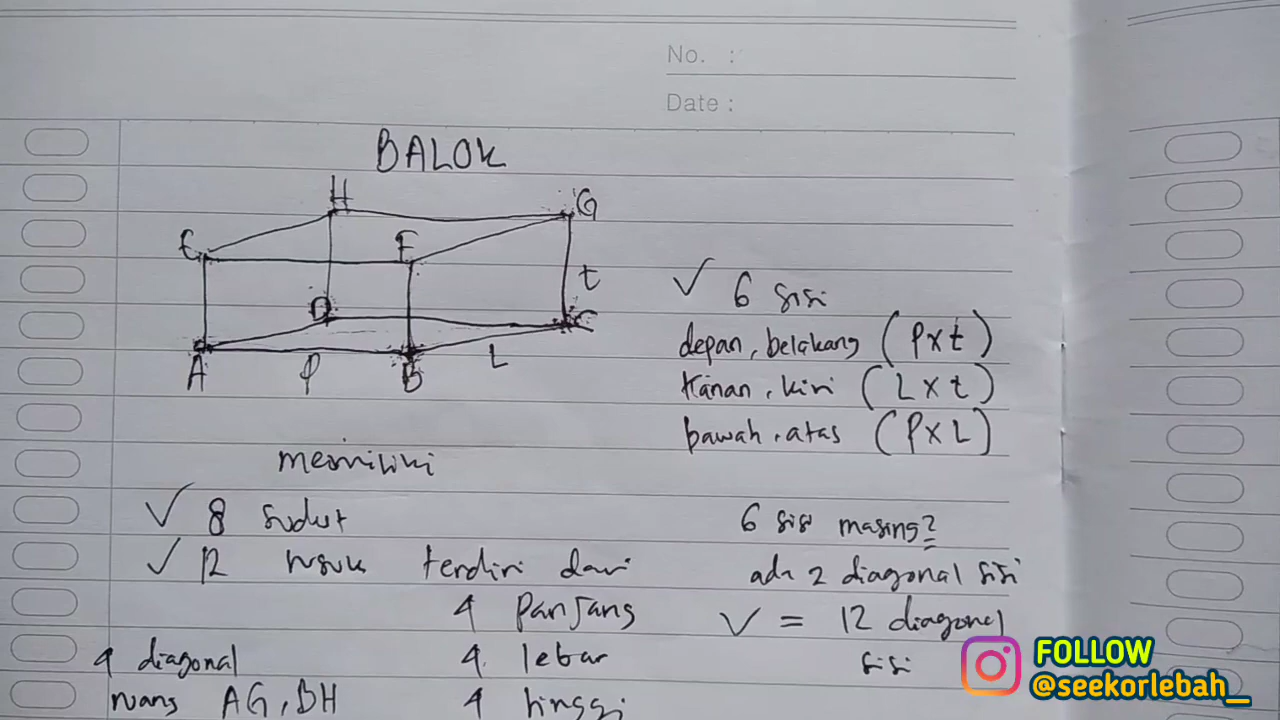 No. :
Date :
BALOK
H
G
E
F
t
D
C
A
P
B
L
✓ 6 sisi
depan, belakang (P x t)
kanan, kiri (L x t)
bawah, atas (P x L)
memiliki
✓ 8 sudut
✓ 12 rusuk terdiri dari
4 panjang
4 lebar
4 tinggi
4 diagonal
ruang AG, BH
6 sisi masing2
ada 2 diagonal sisi
✓ = 12 diagonal
sisi
FOLLOW
@seekorlebah_